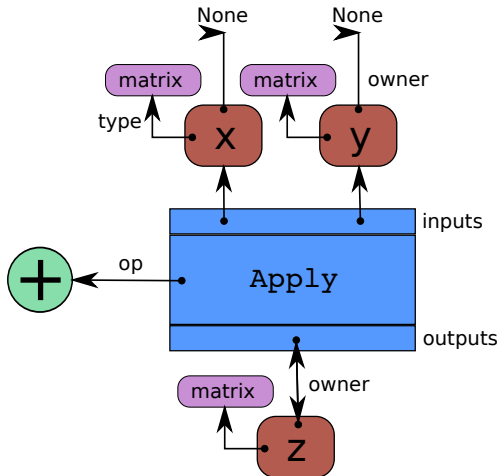 None None
matrix matrix owner
type x y
inputs
op Apply
+
outputs
owner
matrix
z